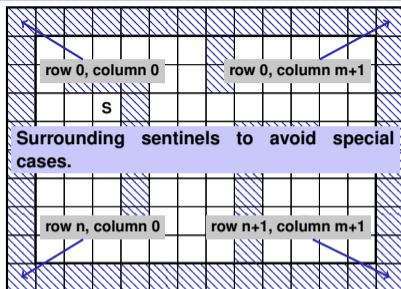 row 0, column 0
row 0, column m+1
S
Surrounding sentinels to avoid special
cases.
row n, column 0
row n+1, column m+1